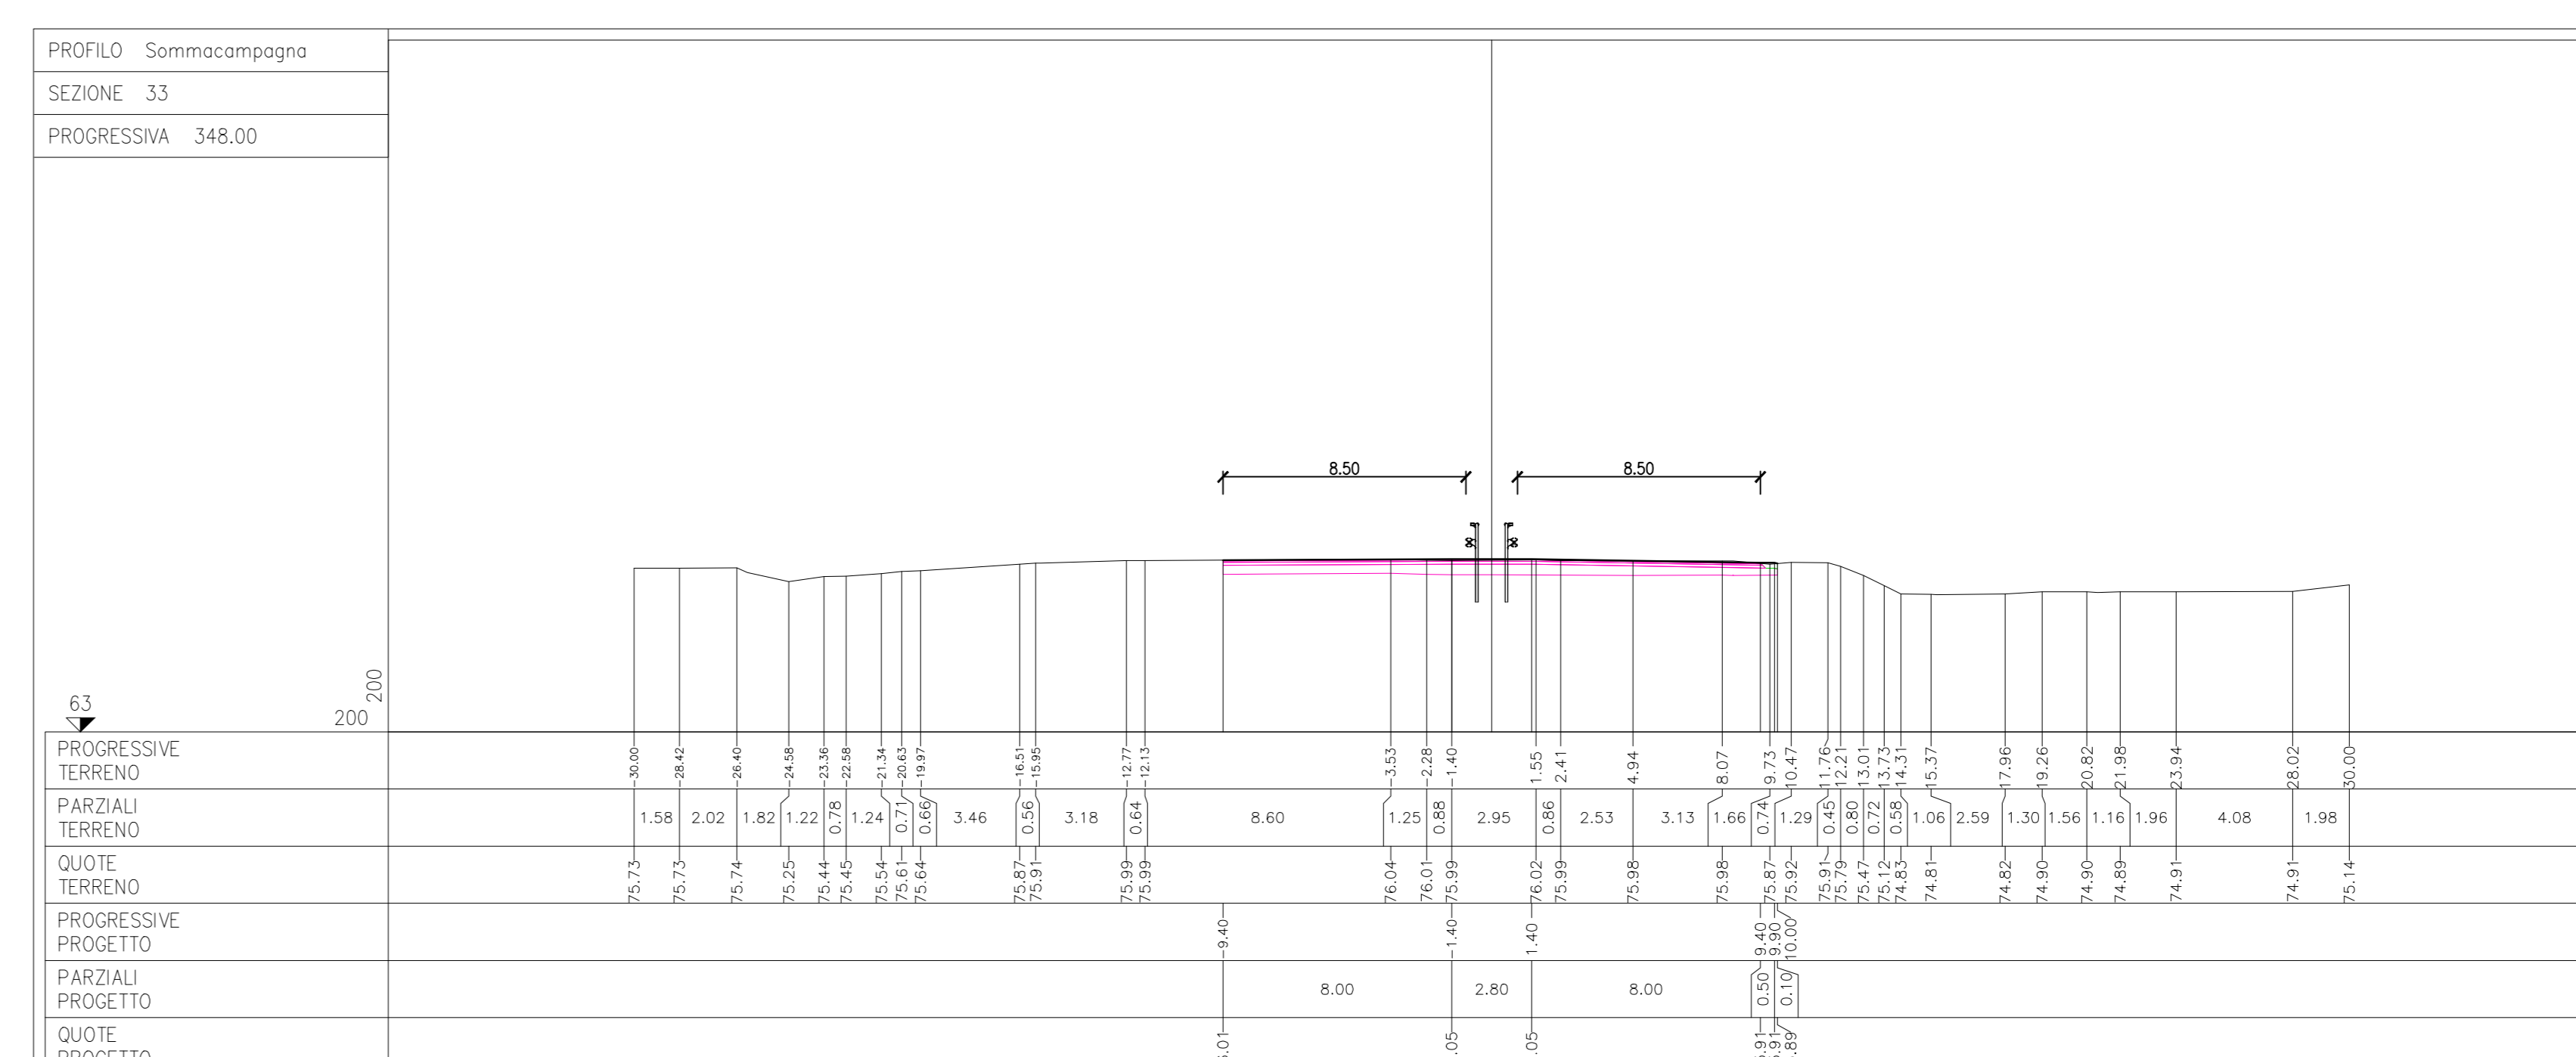 PROFILO Sommacampagna
SEZIONE 33
PROGRESSIVA 348.00
8.50 8.50
200
63
200
PROGRESSIVE
TERRENO
-30.00 -28.42 -26.40 -24.58 -23.36 -22.58 -21.34 -20.63 -19.97 -16.51 -15.95 -12.77 -12.13 -3.53 -2.28 -1.40 1.55 2.41 4.94 8.07 9.73 10.47 11.76 12.21 13.01 13.73 14.31 15.37 17.96 19.26 20.82 21.98 23.94 28.02 30.00
PARZIALI
TERRENO
1.58 2.02 1.82 1.22 0.78 1.24 0.71 0.66 3.46 0.56 3.18 0.64 8.60 1.25 0.88 2.95 0.86 2.53 3.13 1.66 0.74 1.29 0.45 0.80 0.72 0.58 1.06 2.59 1.30 1.56 1.16 1.96 4.08 1.98
QUOTE
TERRENO
75.73 75.73 75.74 75.25 75.44 75.45 75.54 75.61 75.64 75.87 75.91 75.99 75.99 76.04 76.01 75.99 76.02 75.99 75.98 75.98 75.87 75.92 75.91 75.79 75.47 75.12 74.83 74.81 74.82 74.90 74.90 74.89 74.91 74.91 75.14
PROGRESSIVE
PROGETTO
-9.40 -1.40 1.40 9.40 9.90 10.00
PARZIALI
PROGETTO
8.00 2.80 8.00 0.50 0.10
QUOTE
PROGETTO